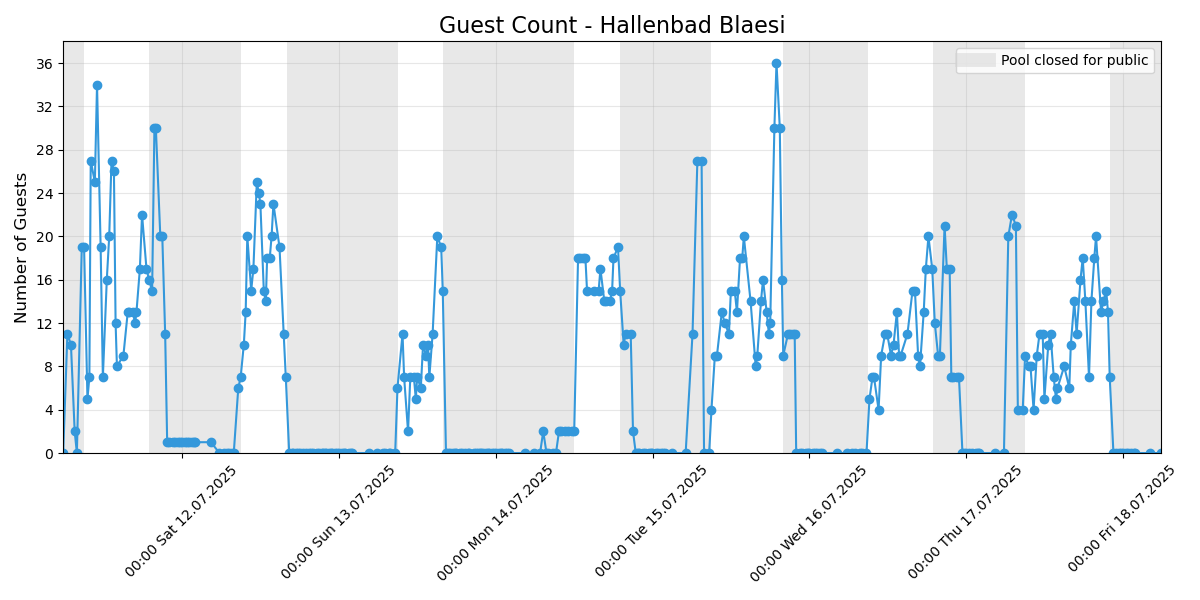 Guest Count - Hallenbad Blaesi
Pool closed for public
Number of Guests
36
32
28
24
20
16
12
8
4
0
00:00 Sat 12.07.2025
00:00 Sun 13.07.2025
00:00 Mon 14.07.2025
00:00 Tue 15.07.2025
00:00 Wed 16.07.2025
00:00 Thu 17.07.2025
00:00 Fri 18.07.2025